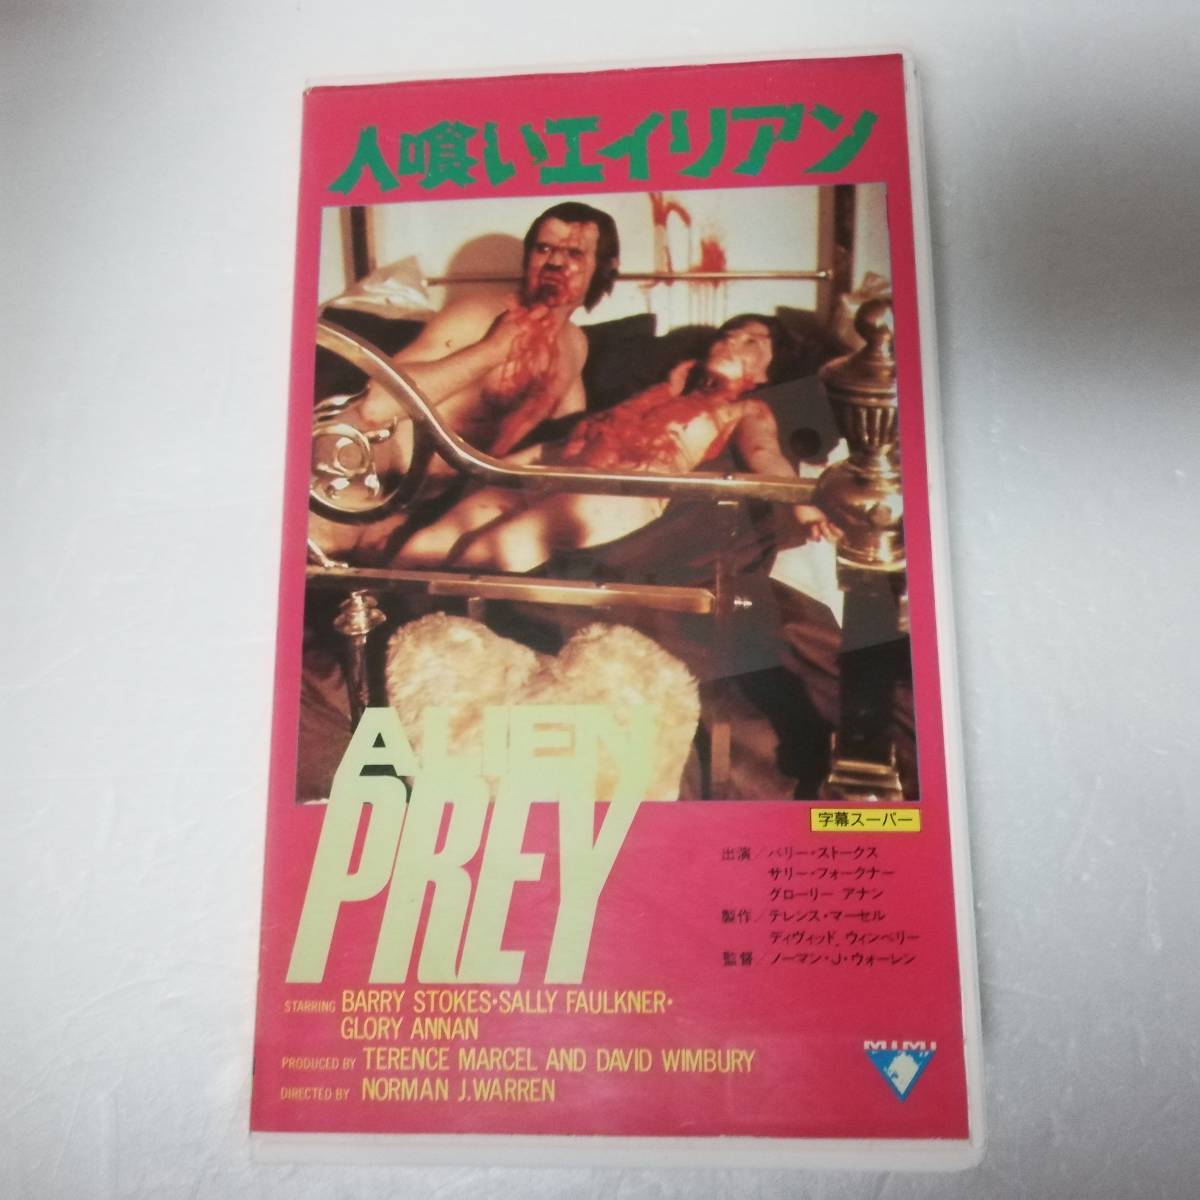 人喰いエイリアン
ALIEN
PREY
字幕スーパー
出演/バリー・ストークス
サリー・フォークナー
グローリー アナン
製作/テレンス・マーセル
ディヴィッド ウィンベリー
監督/ノーマン・J・ウォーレン
STARRING BARRY STOKES・SALLY FAULKNER・
GLORY ANNAN
PRODUCED BY TERENCE MARCEL AND DAVID WIMBURY
DIRECTED BY NORMAN J.WARREN
MIMI